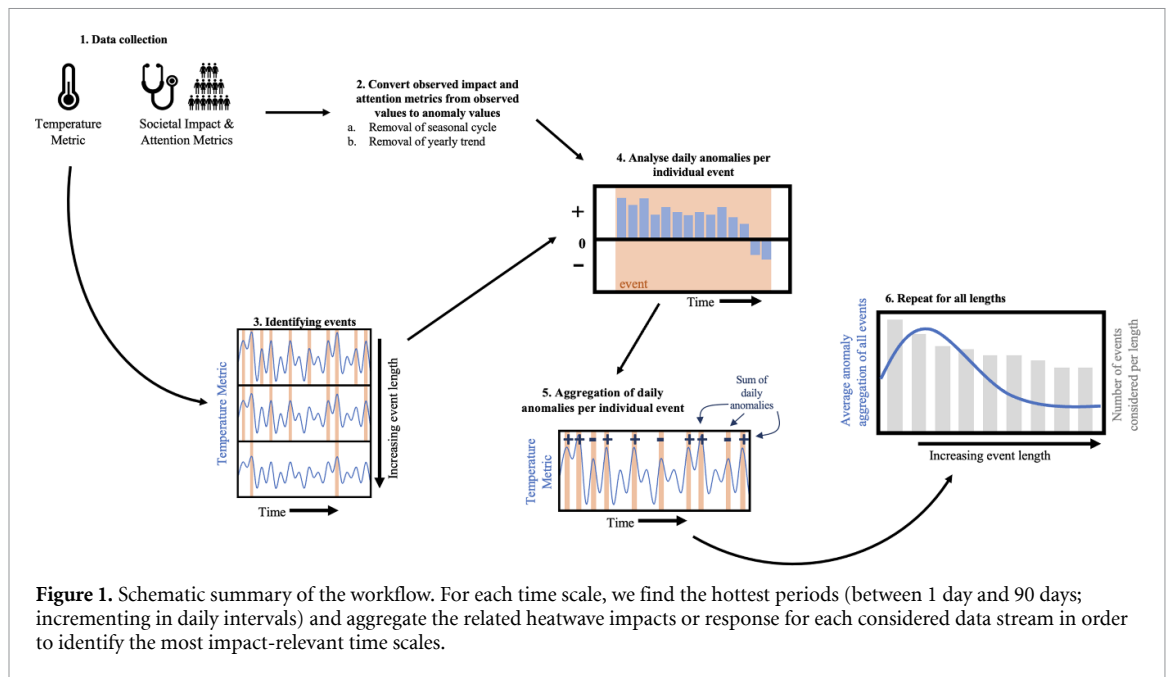 1. Data collection
Temperature
Metric
Societal Impact &
Attention Metrics
2. Convert observed impact and
attention metrics from observed
values to anomaly values
a. Removal of seasonal cycle
b. Removal of yearly trend
3. Identifying events
Temperature Metric
Increasing event length
Time
4. Analyse daily anomalies per
individual event
+
0
−
event
Time
5. Aggregation of daily
anomalies per individual event
Sum of
daily
anomalies
+ + - + + - + + - +
Temperature
Metric
Time
6. Repeat for all lengths
Average anomaly
aggregation of all events
Number of events
considered per length
Increasing event length
Figure 1. Schematic summary of the workflow. For each time scale, we find the hottest periods (between 1 day and 90 days;
incrementing in daily intervals) and aggregate the related heatwave impacts or response for each considered data stream in order
to identify the most impact-relevant time scales.